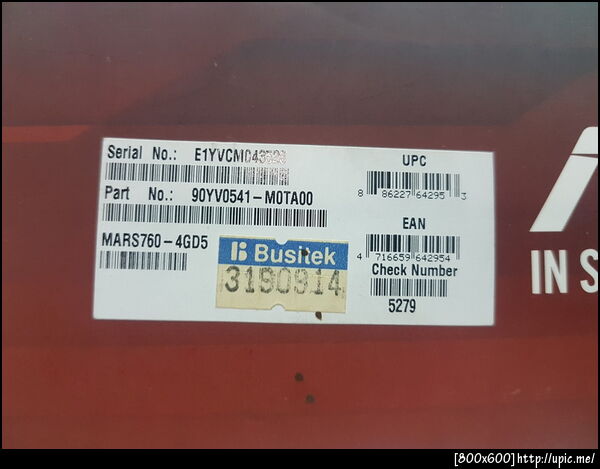 Serial No.:
Part No.: 90YV0541-M0TA00
MARS760-4GD5
Busitek
3190914
UPC
8 86227 64295 3
EAN
4 716659 642954
Check Number
5279
IN S
[800x600]http://upic.me/